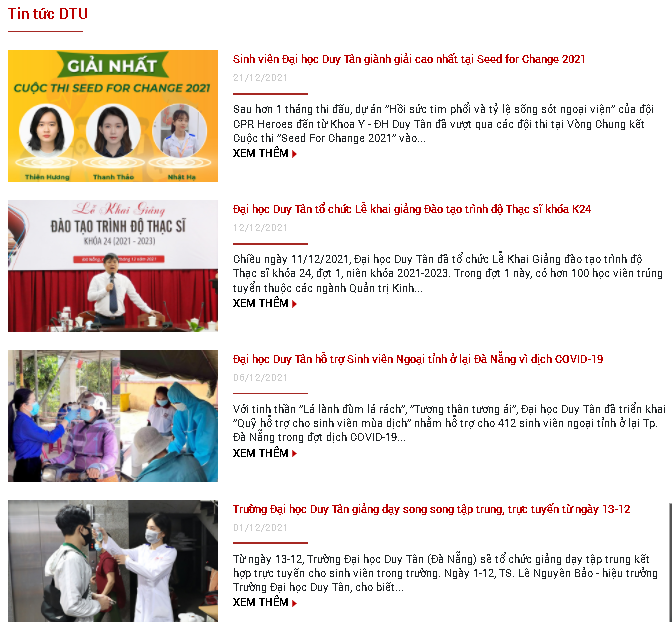 Tin tức DTU
GIẢI NHẤT
CUỘC THI SEED FOR CHANGE 2021
Thiên Hương
Thanh Thảo
Nhật Hạ
Sinh viên Đại học Duy Tân giành giải cao nhất tại Seed for Change 2021
21/12/2021
Sau hơn 1 tháng thi đấu, dự án "Hồi sức tim phổi và tỷ lệ sống sót ngoại viện" của đội
CPR Heroes đến từ Khoa Y - ĐH Duy Tân đã vượt qua các đội thi tại Vòng Chung kết
Cuộc thi "Seed For Change 2021" vào...
XEM THÊM
Lễ Khai Giảng
ĐÀO TẠO TRÌNH ĐỘ THẠC SĨ
KHÓA 24 (2021 - 2023)
Đại học Duy Tân tổ chức Lễ khai giảng Đào tạo trình độ Thạc sĩ khóa K24
12/12/2021
Chiều ngày 11/12/2021, Đại học Duy Tân đã tổ chức Lễ Khai Giảng đào tạo trình độ
Thạc sĩ khóa 24, đợt 1, niên khóa 2021-2023. Trong đợt 1 này, có hơn 100 học viên trúng
tuyển thuộc các ngành Quản trị Kinh...
XEM THÊM
Đại học Duy Tân hỗ trợ Sinh viên Ngoại tỉnh ở lại Đà Nẵng vì dịch COVID-19
06/12/2021
Với tinh thần "Lá lành đùm lá rách", "Tương thân tương ái", Đại học Duy Tân đã triển khai
"Quỹ hỗ trợ cho sinh viên mùa dịch" nhằm hỗ trợ cho 412 sinh viên ngoại tỉnh ở lại Tp.
Đà Nẵng trong đợt dịch COVID-19...
XEM THÊM
Trường Đại học Duy Tân giảng dạy song song tập trung, trực tuyến từ ngày 13-12
01/12/2021
Từ ngày 13-12, Trường Đại học Duy Tân (Đà Nẵng) sẽ tổ chức giảng dạy tập trung kết
hợp trực tuyến cho sinh viên trong trường. Ngày 1-12, TS. Lê Nguyên Bảo - hiệu trưởng
Trường Đại học Duy Tân, cho biết...
XEM THÊM